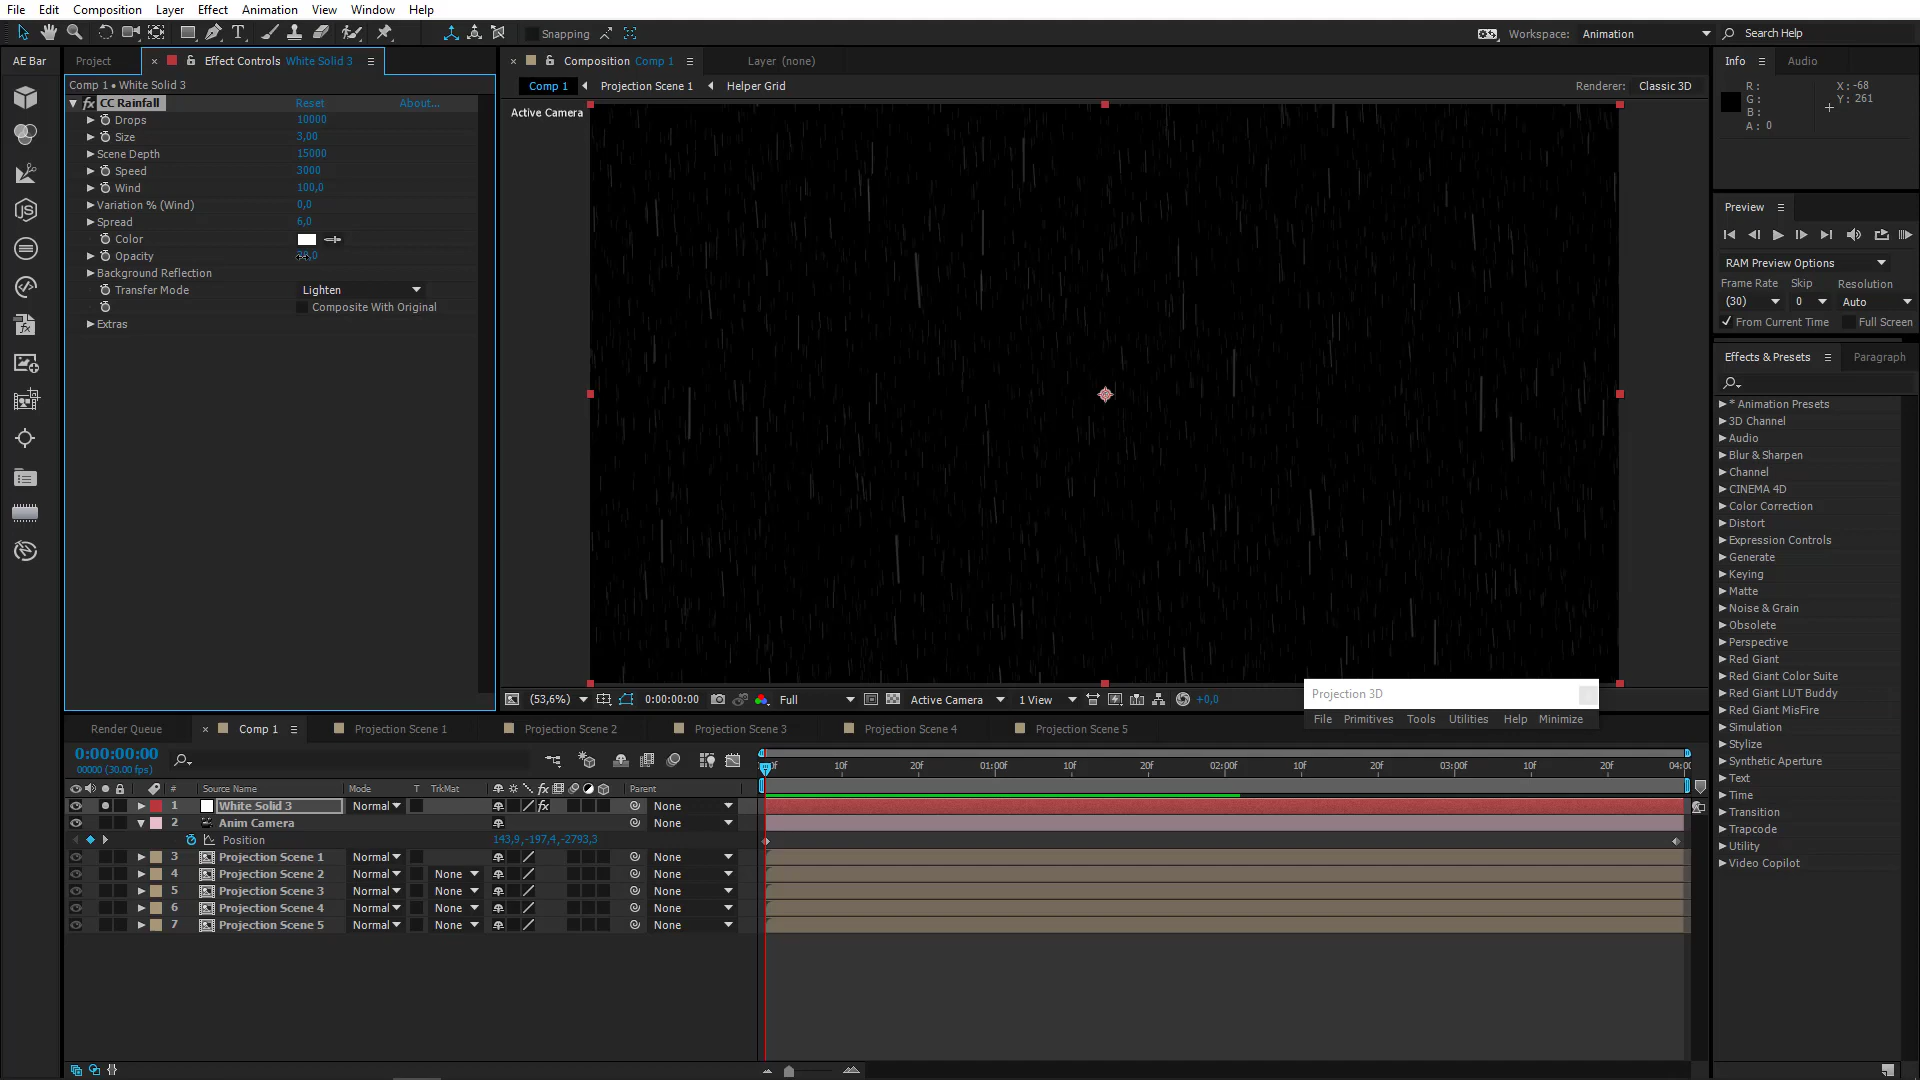 File Edit Composition Layer Effect Animation View Window Help
Snapping
Workspace: Animation
Search Help
AE Bar
Project
Effect Controls White Solid 3
Composition Comp 1
Layer (none)
Info
Audio
Comp 1 • White Solid 3
Comp 1 Projection Scene 1 Helper Grid
Renderer: Classic 3D
R :
G :
B :
A : 0
X : -68
Y : 261
Active Camera
fx CC Rainfall Reset About...
Drops 10000
Size 3,00
Scene Depth 15000
Speed 3000
Wind 100,0
Variation % (Wind) 0,0
Spread 6,0
Color
Opacity
Background Reflection
Transfer Mode Lighten
Composite With Original
Extras
Preview
RAM Preview Options
Frame Rate Skip Resolution
(30) 0 Auto
From Current Time Full Screen
Effects & Presets
Paragraph
* Animation Presets
3D Channel
Audio
Blur & Sharpen
Channel
CINEMA 4D
Color Correction
Distort
Expression Controls
Generate
Keying
Matte
Noise & Grain
Obsolete
Perspective
Red Giant
Red Giant Color Suite
Red Giant LUT Buddy
Red Giant MisFire
Simulation
Stylize
Synthetic Aperture
Text
Time
Transition
Trapcode
Utility
Video Copilot
(53,6%) 0:00:00:00 Full Active Camera 1 View +0,0
Projection 3D
File Primitives Tools Utilities Help Minimize
Render Queue Comp 1 Projection Scene 1 Projection Scene 2 Projection Scene 3 Projection Scene 4 Projection Scene 5
0:00:00:00
00000 (30.00 fps)
10f 20f 01:00f 10f 20f 02:00f 10f 20f 03:00f 10f 20f
# Source Name Mode T TrkMat Parent
1 White Solid 3 Normal fx None
2 Anim Camera None
Position 143,9,-197,4,-2793,3
3 Projection Scene 1 Normal None
4 Projection Scene 2 Normal None None
5 Projection Scene 3 Normal None None
6 Projection Scene 4 Normal None None
7 Projection Scene 5 Normal None None